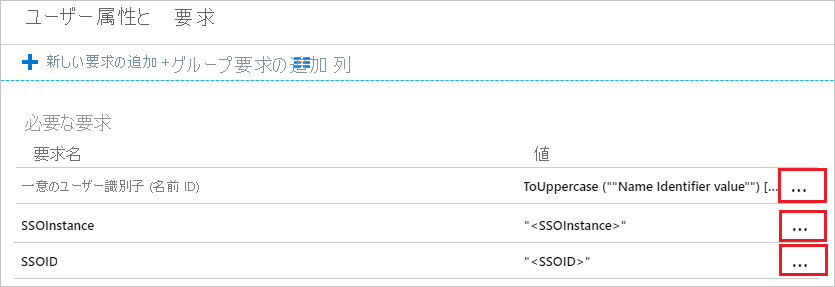 ユーザー属性と 要求
新しい要求の追加 +グループ要求の追加 列
必要な要求
要求名 値
一意のユーザー識別子 (名前 ID) ToUppercase (""Name Identifier value"") [... ...
SSOInstance "<SSOInstance>" ...
SSOID "<SSOID>" ...